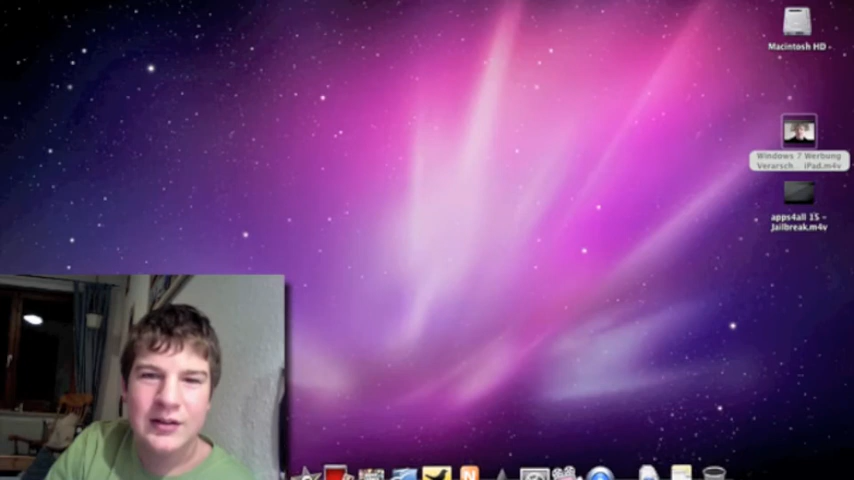 Macintosh HD
Windows 7 Werbung
Verarsch... iPad.m4v
apps4all 15 -
Jailbreak.m4v